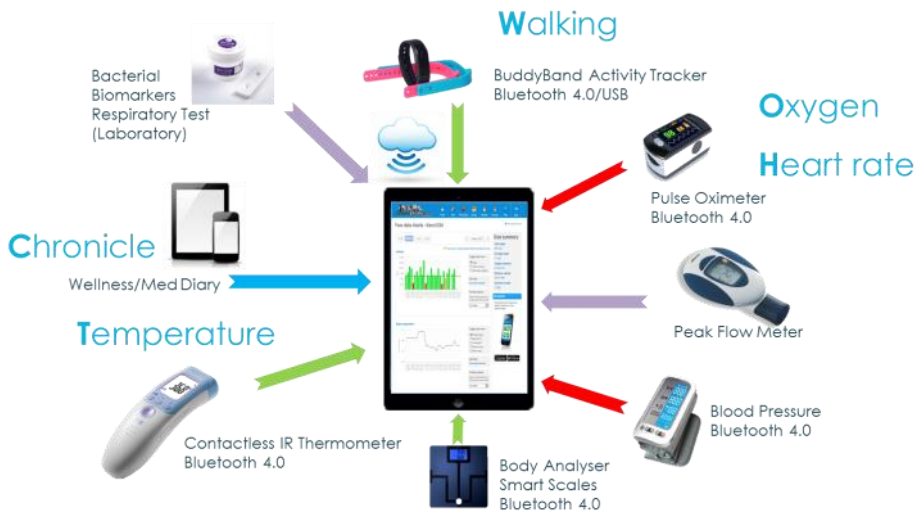 Walking
BuddyBand Activity Tracker
Bluetooth 4.0/USB
Bacterial
Biomarkers
Respiratory Test
(Laboratory)
Oxygen
Heart rate
Pulse Oximeter
Bluetooth 4.0
Chronicle
Wellness/Med Diary
Peak Flow Meter
Temperature
Contactless IR Thermometer
Bluetooth 4.0
Blood Pressure
Bluetooth 4.0
Body Analyser
Smart Scales
Bluetooth 4.0